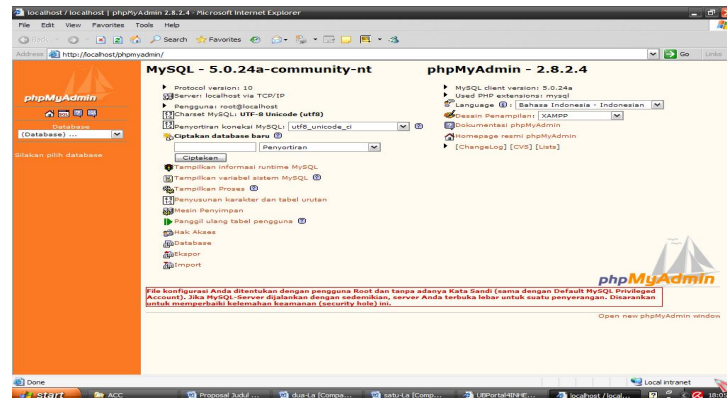 localhost / localhost | phpMyAdmin 2.8.2.4 - Microsoft Internet Explorer
File Edit View Favorites Tools Help
Search Favorites
Address http://localhost/phpmyadmin/ Go Links
phpMyAdmin
Database
(Database) ...
Silakan pilih database
MySQL - 5.0.24a-community-nt
Protocol version: 10
Server: localhost via TCP/IP
Pengguna: root@localhost
Charset MySQL: UTF-8 Unicode (utf8)
Penyortiran koneksi MySQL: utf8_unicode_ci
Ciptakan database baru
Penyortiran
Ciptakan
Tampilkan informasi runtime MySQL
Tampilkan variabel sistem MySQL
Tampilkan Proses
Penyusunan karakter dan tabel urutan
Mesin Penyimpan
Panggil ulang tabel pengguna
Hak Akses
Database
Ekspor
Import
phpMyAdmin - 2.8.2.4
MySQL client version: 5.0.24a
Used PHP extensions: mysql
Language : Bahasa Indonesia - Indonesian
Desain Penampilan: XAMPP
Dokumentasi phpMyAdmin
Homepage resmi phpMyAdmin
[ChangeLog] [CVS] [Lists]
phpMyAdmin
File konfigurasi Anda ditentukan dengan pengguna Root dan tanpa adanya Kata Sandi (sama dengan Default MySQL Privileged
Account). Jika MySQL-Server dijalankan dengan sedemikian, server Anda terbuka lebar untuk suatu penyerangan. Disarankan
untuk memperbaiki kelemahan keamanan (security hole) ini.
Open new phpMyAdmin window
Done Local intranet
start ACC Proposal Judul ... dua-La [Compa... satu-La [Comp... UBPortal4INHE... localhost / local...